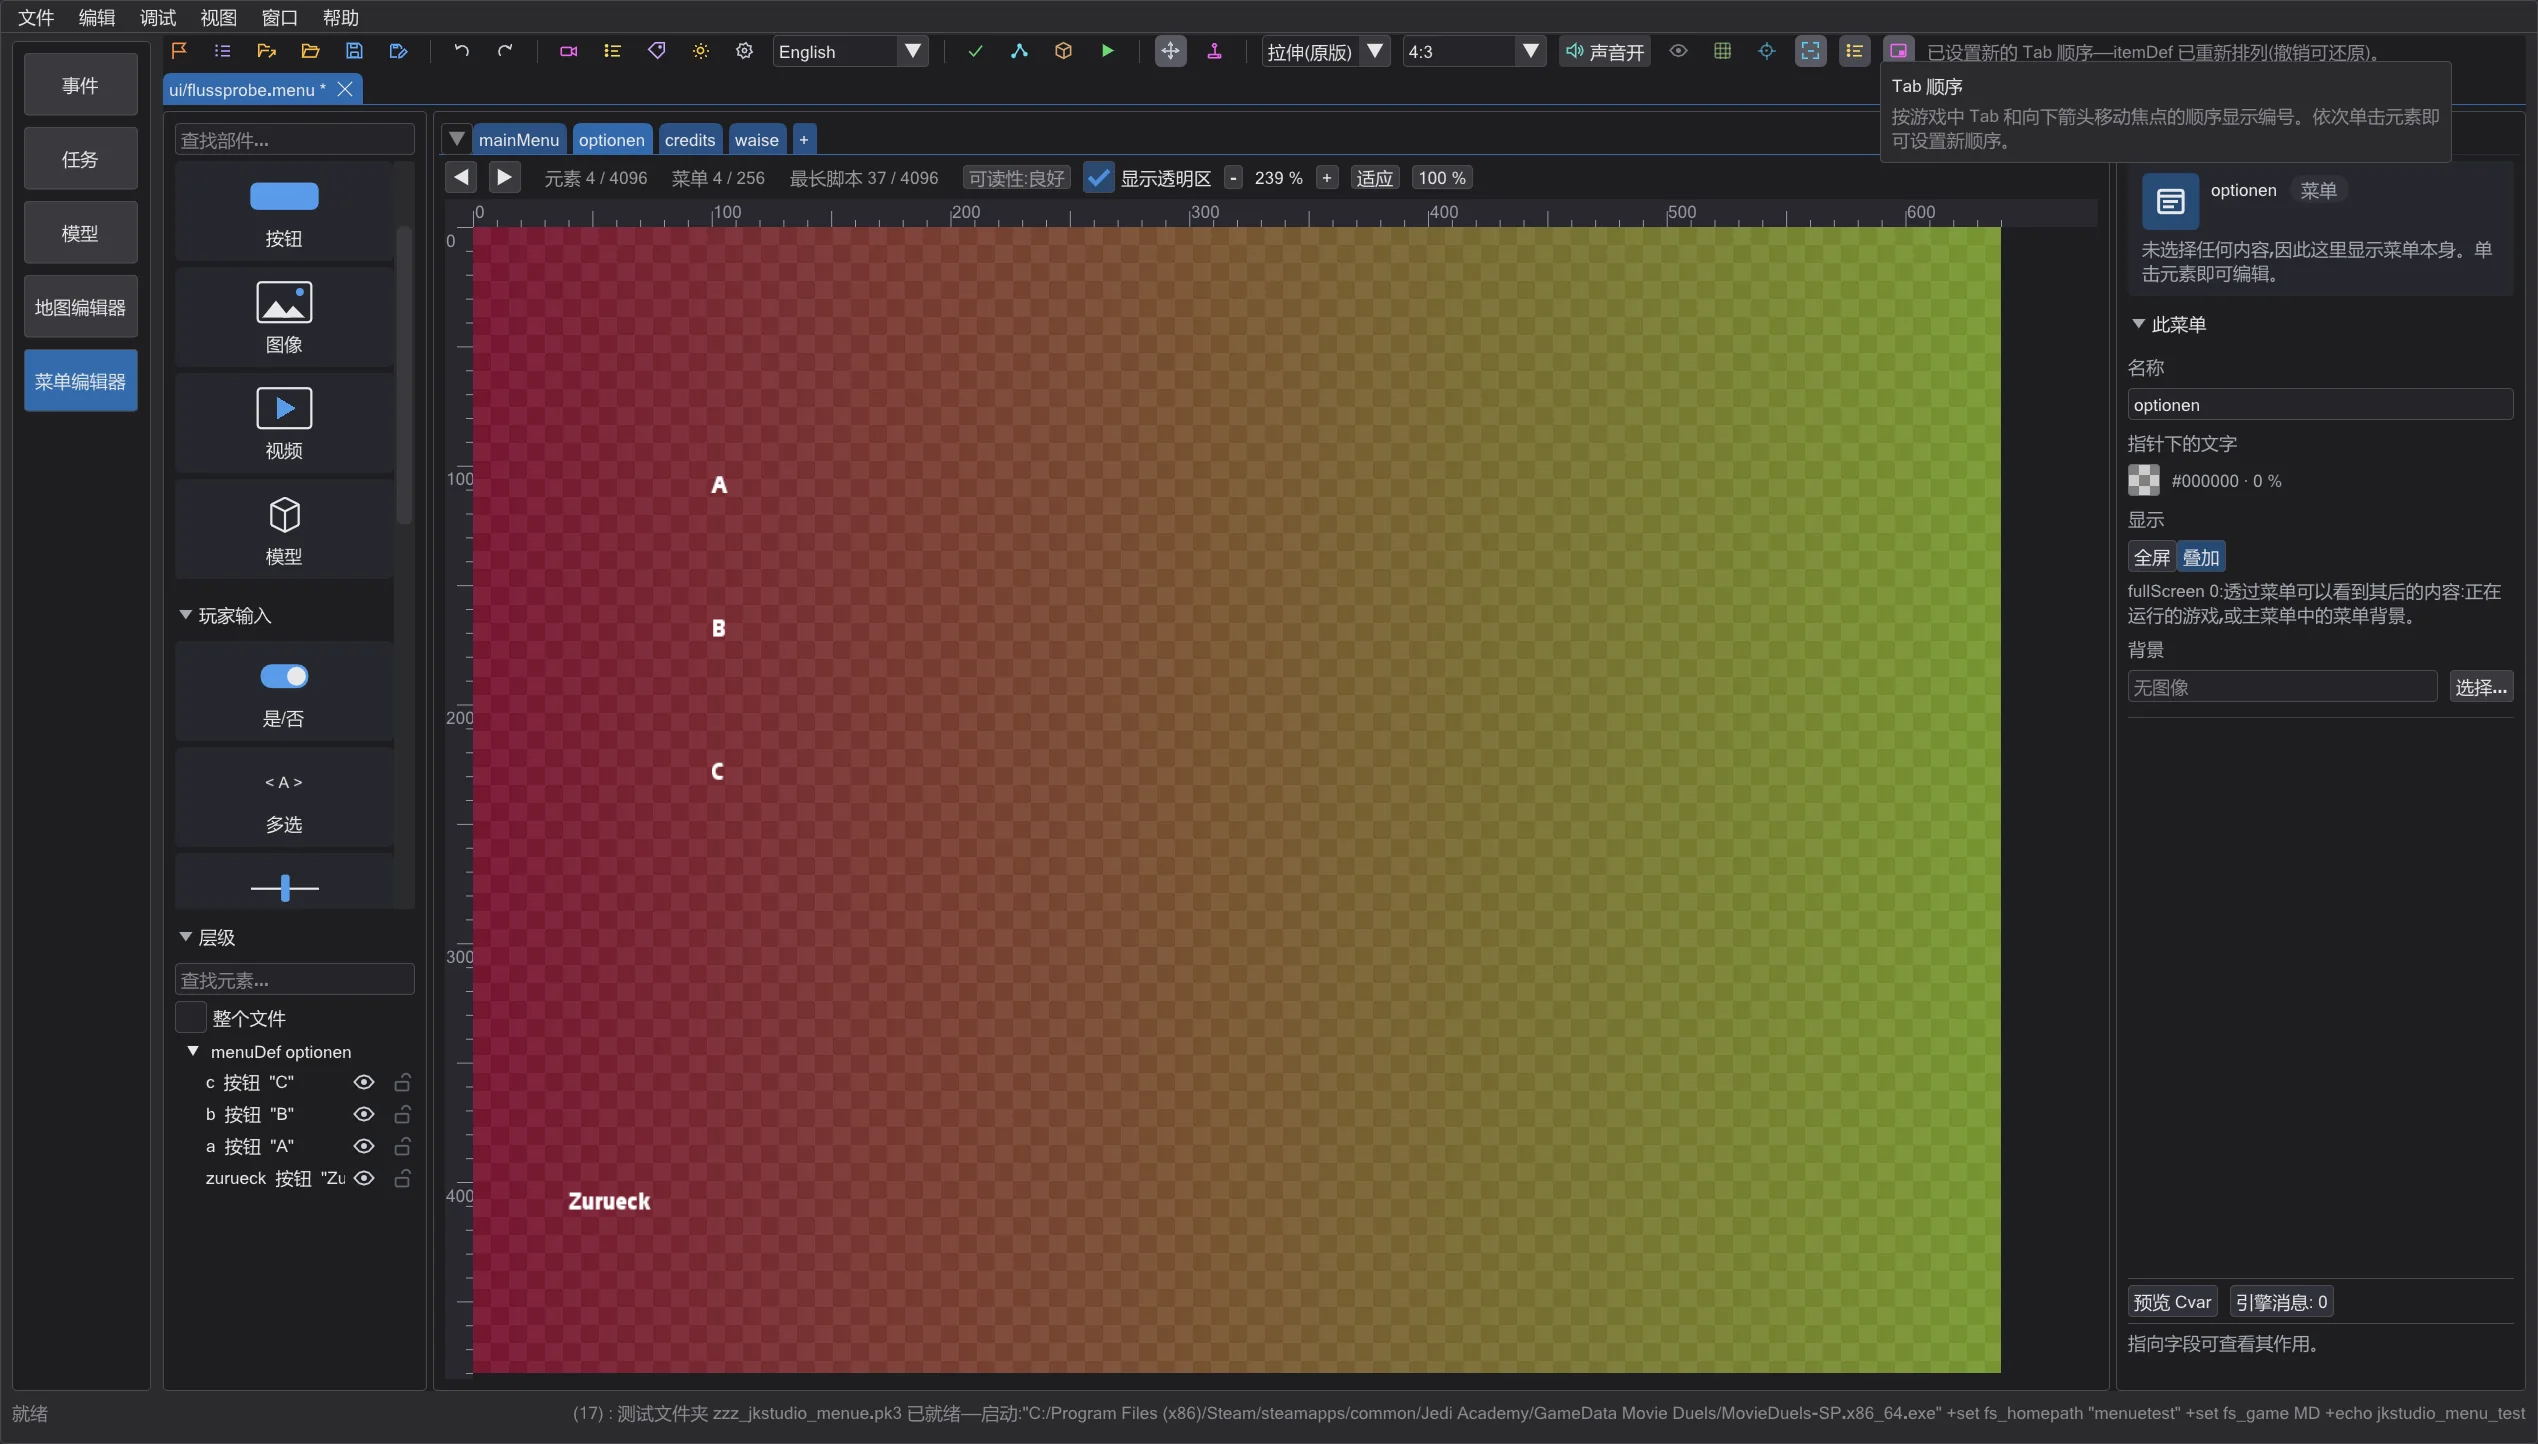 文件 编辑 调试 视图 窗口 帮助
English
拉伸(原版)
4:3
声音开
已设置新的 Tab 顺序—itemDef 已重新排列(撤销可还原)。
事件
任务
模型
地图编辑器
菜单编辑器
ui/flussprobe.menu *
Tab 顺序
按游戏中 Tab 和向下箭头移动焦点的顺序显示编号。依次单击元素即
可设置新顺序。
查找部件...
按钮
图像
视频
模型
玩家输入
是/否
< A >
多选
层级
查找元素...
整个文件
menuDef optionen
c 按钮 "C"
b 按钮 "B"
a 按钮 "A"
zurueck 按钮 "Zu
mainMenu optionen credits waise +
元素 4 / 4096 菜单 4 / 256 最长脚本 37 / 4096 可读性:良好 显示透明区 - 239 % + 适应 100 %
0 100 200 300 400 500 600
0
100
200
300
400
A
B
C
Zurueck
optionen 菜单
未选择任何内容,因此这里显示菜单本身。单
击元素即可编辑。
此菜单
名称
optionen
指针下的文字
#000000 · 0 %
显示
全屏 叠加
fullScreen 0:透过菜单可以看到其后的内容:正在
运行的游戏,或主菜单中的菜单背景。
背景
无图像 选择...
预览 Cvar 引擎消息: 0
指向字段可查看其作用。
就绪
(17) : 测试文件夹 zzz_jkstudio_menue.pk3 已就绪—启动:"C:/Program Files (x86)/Steam/steamapps/common/Jedi Academy/GameData Movie Duels/MovieDuels-SP.x86_64.exe" +set fs_homepath "menuetest" +set fs_game MD +echo jkstudio_menu_test